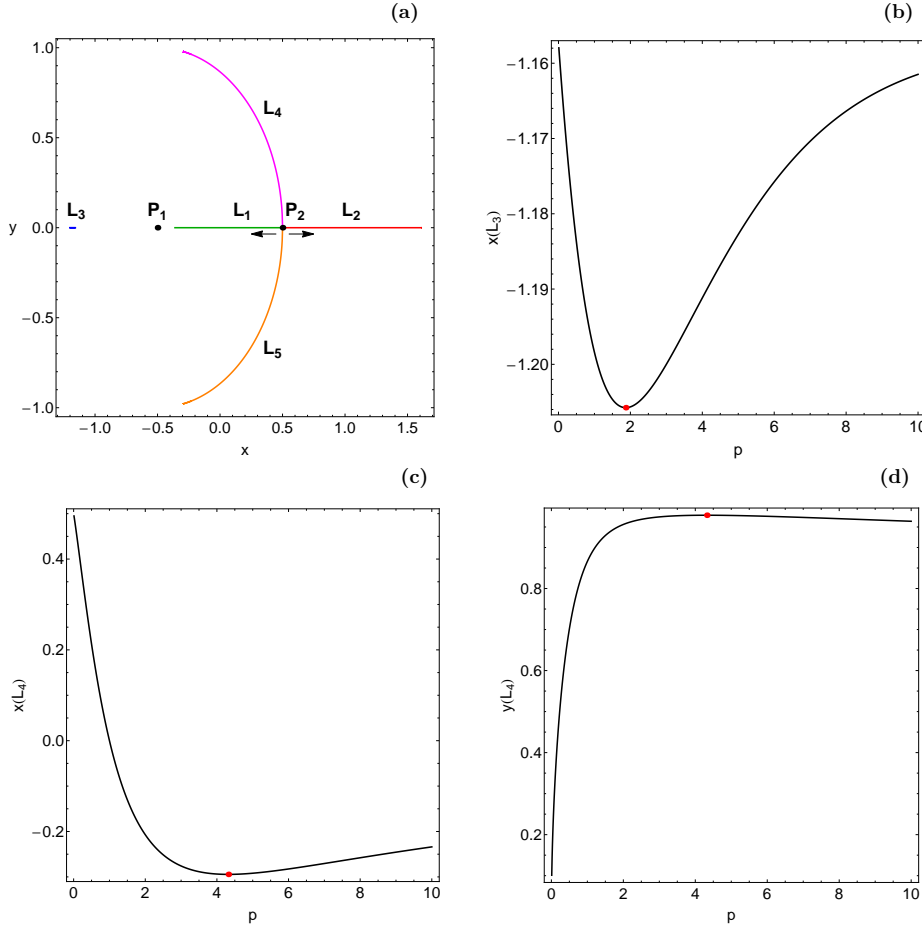 (a)
1.0
0.5
0.0
−0.5
−1.0
y
L4
L3 P1 L1 P2 L2
L5
−1.0 −0.5 0.0 0.5 1.0 1.5
x
(b)
−1.16
−1.17
−1.18
−1.19
−1.20
x(L3)
0 2 4 6 8 10
p
(c)
0.4
0.2
0.0
−0.2
x(L4)
0 2 4 6 8 10
p
(d)
0.8
0.6
0.4
0.2
y(L4)
0 2 4 6 8 10
p